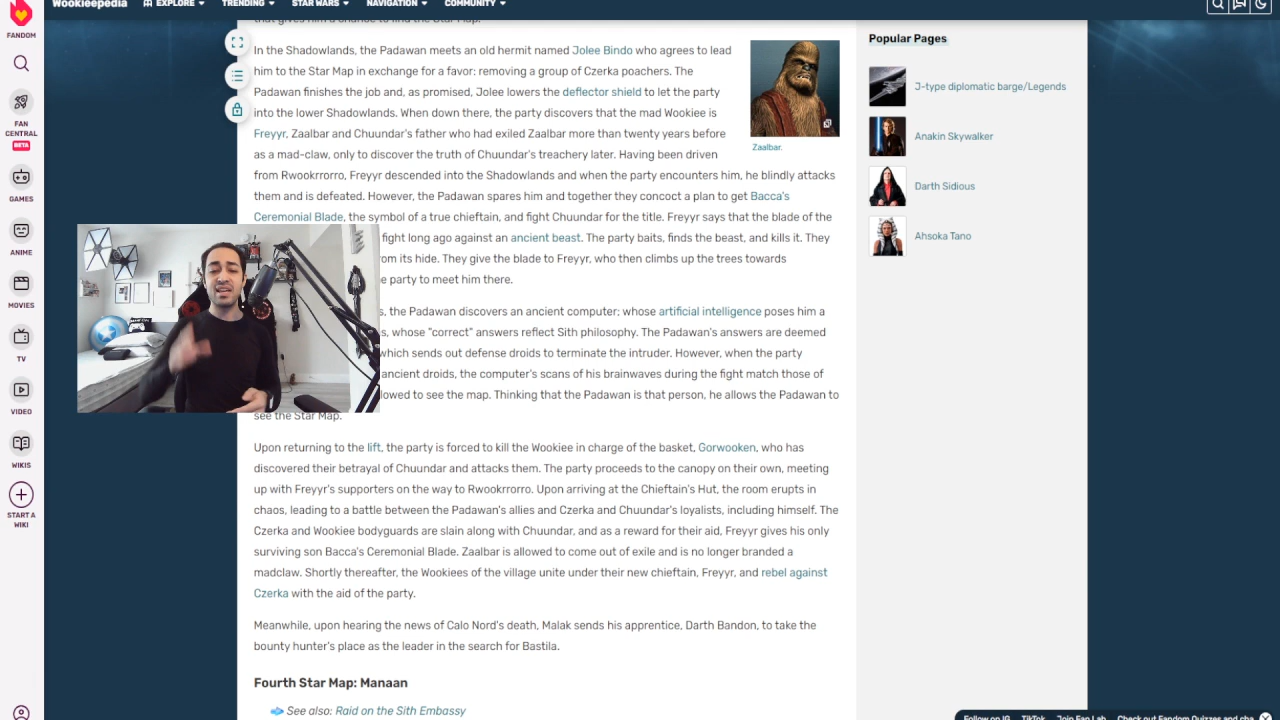 Wookieepedia
EXPLORE
TRENDING
STAR WARS
NAVIGATION
COMMUNITY
FANDOM
FAN CENTRAL
BETA
GAMES
ANIME
MOVIES
TV
VIDEO
WIKIS
START A WIKI
that gives him a chance to find the Star Map.
In the Shadowlands, the Padawan meets an old hermit named Jolee Bindo who agrees to lead
him to the Star Map in exchange for a favor: removing a group of Czerka poachers. The
Padawan finishes the job and, as promised, Jolee lowers the deflector shield to let the party
into the lower Shadowlands. When down there, the party discovers that the mad Wookiee is
Freyyr, Zaalbar and Chuundar's father who had exiled Zaalbar more than twenty years before
as a mad-claw, only to discover the truth of Chuundar's treachery later. Having been driven
from Rwookrrorro, Freyyr descended into the Shadowlands and when the party encounters him, he blindly attacks
them and is defeated. However, the Padawan spares him and together they concoct a plan to get Bacca's
Ceremonial Blade, the symbol of a true chieftain, and fight Chuundar for the title. Freyyr says that the blade of the
fight long ago against an ancient beast. The party baits, finds the beast, and kills it. They
om its hide. They give the blade to Freyyr, who then climbs up the trees towards
e party to meet him there.
Zaalbar.
s, the Padawan discovers an ancient computer; whose artificial intelligence poses him a
s, whose "correct" answers reflect Sith philosophy. The Padawan's answers are deemed
which sends out defense droids to terminate the intruder. However, when the party
ancient droids, the computer's scans of his brainwaves during the fight match those of
lowed to see the map. Thinking that the Padawan is that person, he allows the Padawan to
see the Star Map.
Upon returning to the lift, the party is forced to kill the Wookiee in charge of the basket, Gorwooken, who has
discovered their betrayal of Chuundar and attacks them. The party proceeds to the canopy on their own, meeting
up with Freyyr's supporters on the way to Rwookrrorro. Upon arriving at the Chieftain's Hut, the room erupts in
chaos, leading to a battle between the Padawan's allies and Czerka and Chuundar's loyalists, including himself. The
Czerka and Wookiee bodyguards are slain along with Chuundar, and as a reward for their aid, Freyyr gives his only
surviving son Bacca's Ceremonial Blade. Zaalbar is allowed to come out of exile and is no longer branded a
madclaw. Shortly thereafter, the Wookiees of the village unite under their new chieftain, Freyyr, and rebel against
Czerka with the aid of the party.
Meanwhile, upon hearing the news of Calo Nord's death, Malak sends his apprentice, Darth Bandon, to take the
bounty hunter's place as the leader in the search for Bastila.
Fourth Star Map: Manaan
See also: Raid on the Sith Embassy
Popular Pages
J-type diplomatic barge/Legends
Anakin Skywalker
Darth Sidious
Ahsoka Tano
Follow on IG
TikTok
Join Fan Lab
Check out Fandom Quizzes and cha